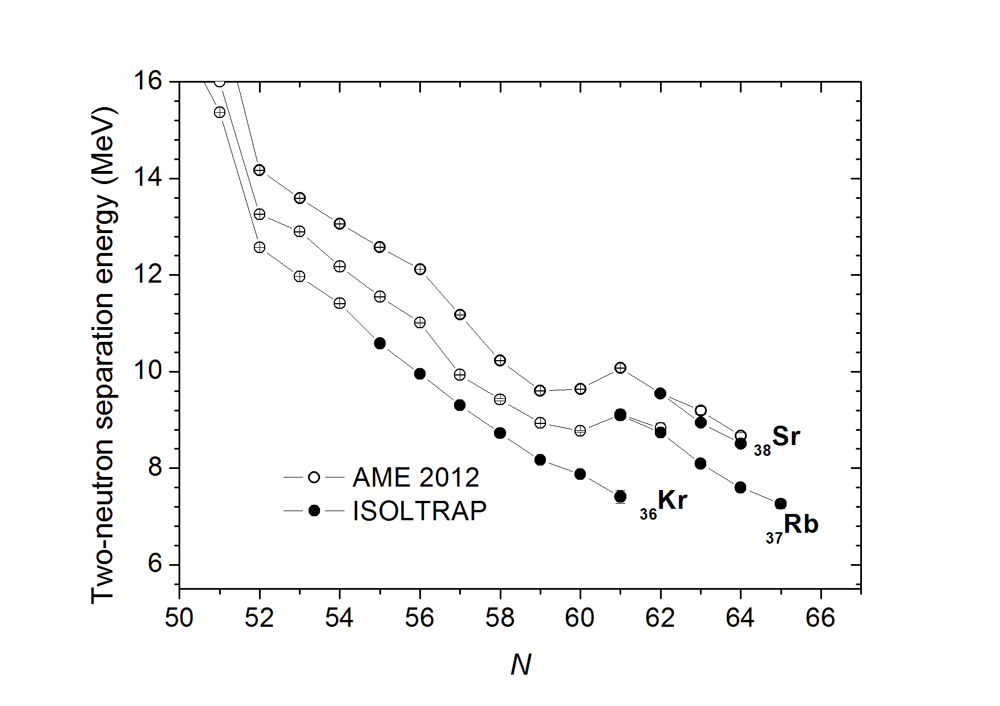 Two-neutron separation energy (MeV)
16
14
12
10
8
6
AME 2012
ISOLTRAP
38Sr
36Kr
37Rb
50 52 54 56 58 60 62 64 66
N